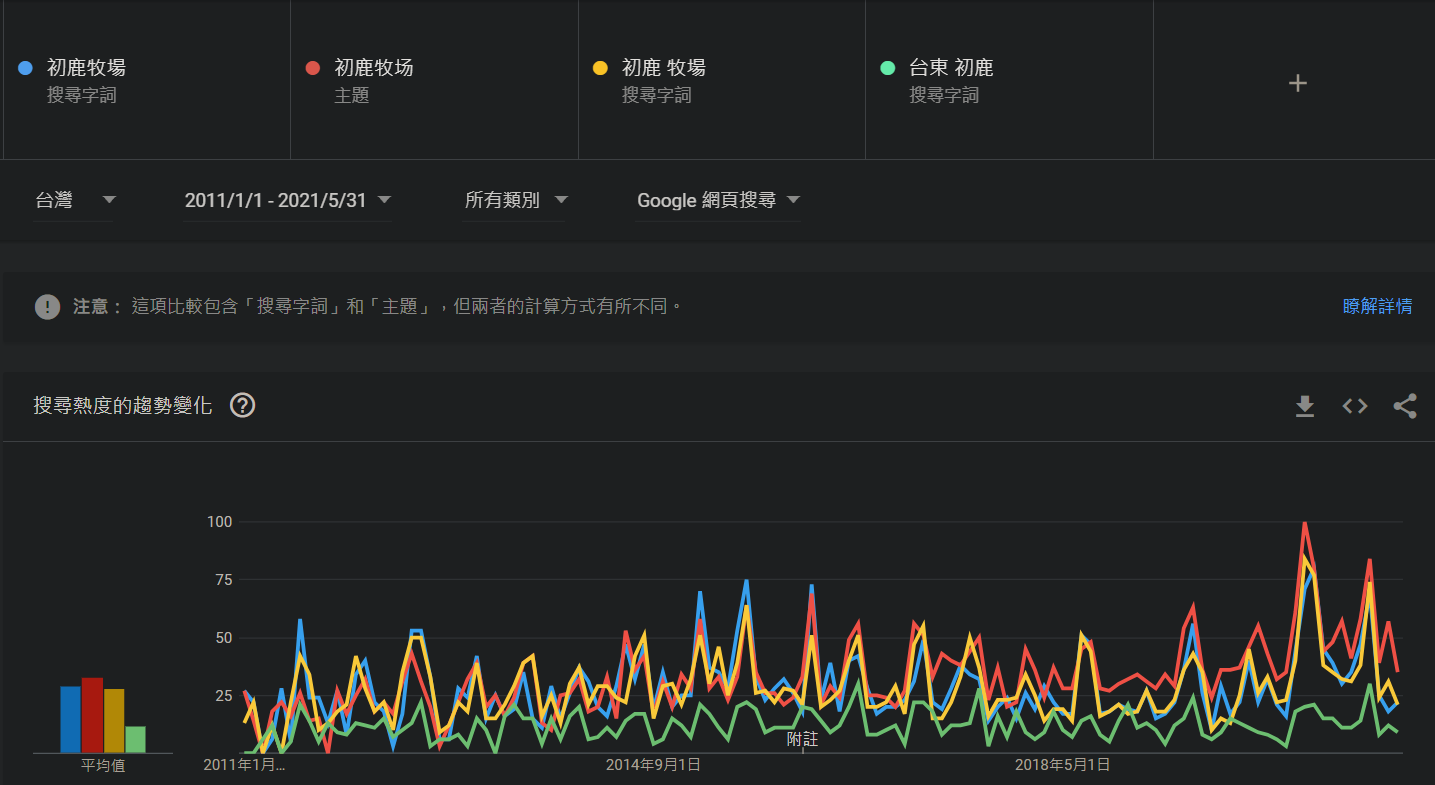 初鹿牧場
搜尋字詞
初鹿牧场
主題
初鹿 牧場
搜尋字詞
台東 初鹿
搜尋字詞
+
台灣
2011/1/1 - 2021/5/31
所有類別
Google 網頁搜尋
注意： 這項比較包含「搜尋字詞」和「主題」，但兩者的計算方式有所不同。
瞭解詳情
搜尋熱度的趨勢變化
100
75
50
25
附註
平均值
2011年1月...
2014年9月1日
2018年5月1日